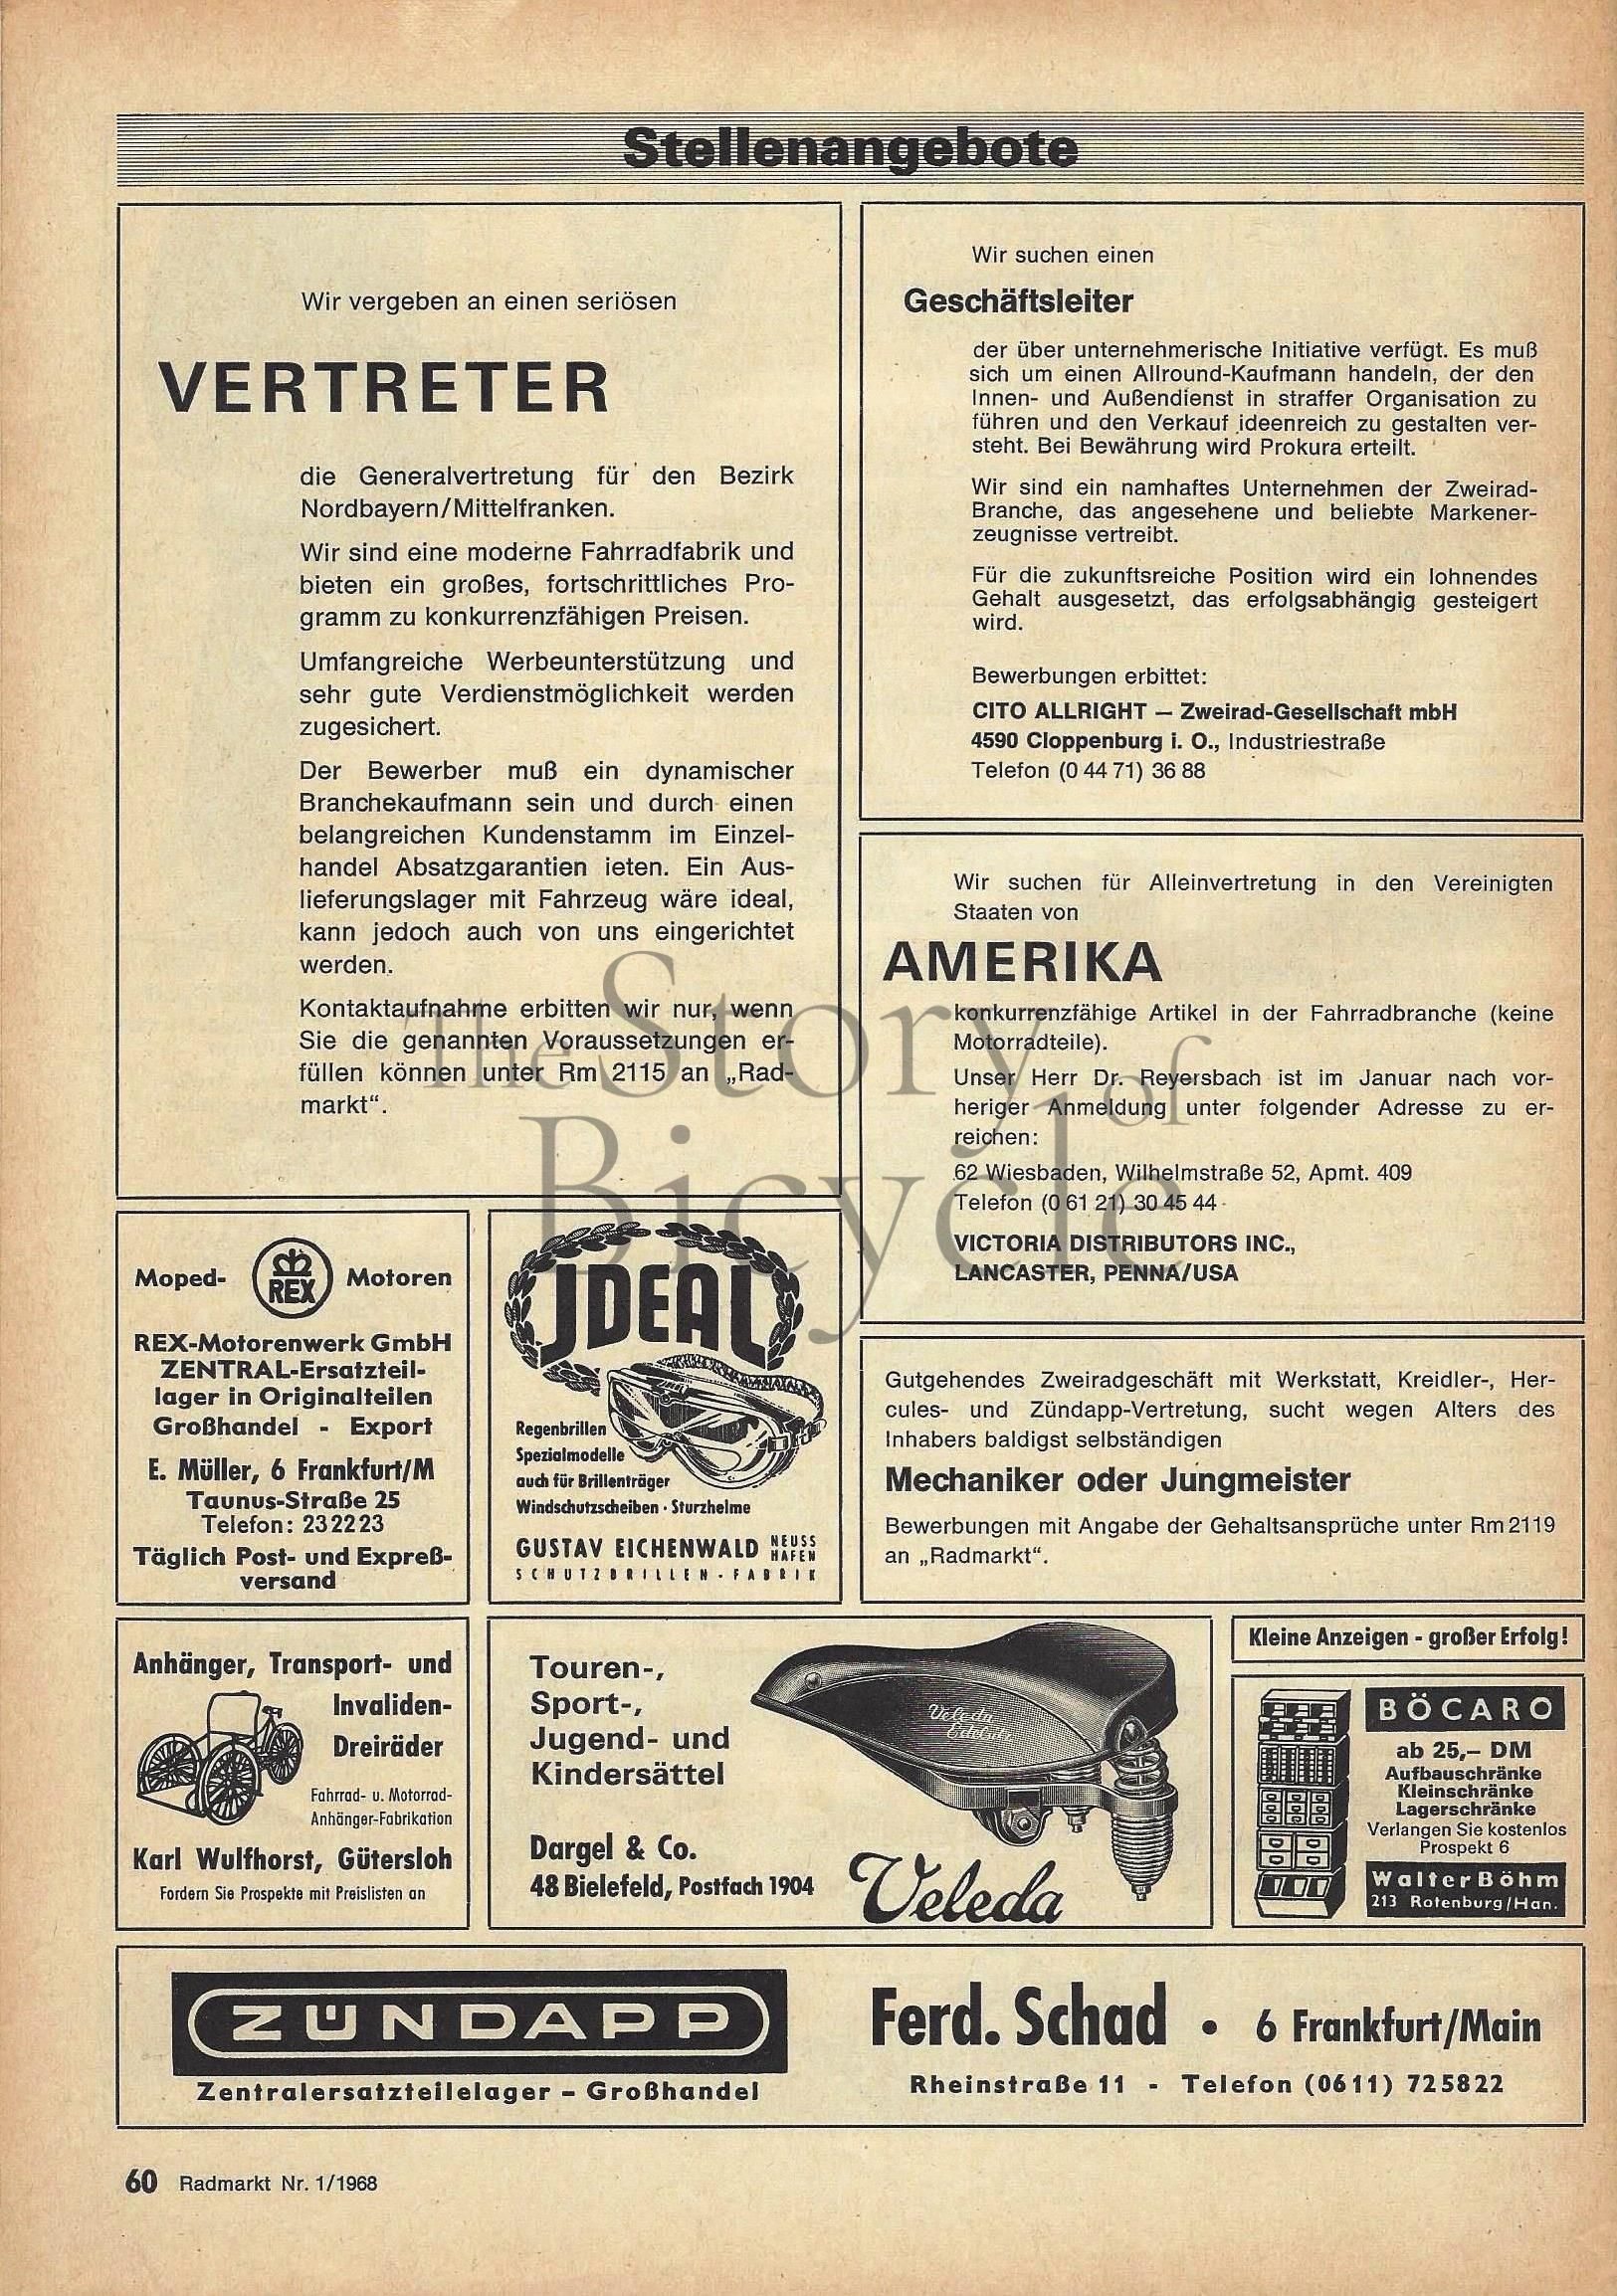 Stellenangebote
Wir vergeben an einen seriösen
VERTRETER
die Generalvertretung für den Bezirk
Nordbayern/Mittelfranken.
Wir sind eine moderne Fahrradfabrik und
bieten ein großes, fortschrittliches Pro-
gramm zu konkurrenzfähigen Preisen.
Umfangreiche Werbeunterstützung und
sehr gute Verdienstmöglichkeit werden
zugesichert.
Der Bewerber muß ein dynamischer
Branchekaufmann sein und durch einen
belangreichen Kundenstamm im Einzel-
handel Absatzgarantien ieten. Ein Aus-
lieferungslager mit Fahrzeug wäre ideal,
kann jedoch auch von uns eingerichtet
werden.
Kontaktaufnahme erbitten wir nur, wenn
Sie die genannten Voraussetzungen er-
füllen können unter Rm 2115 an „Rad-
markt“.
Wir suchen einen
Geschäftsleiter
der über unternehmerische Initiative verfügt. Es muß
sich um einen Allround-Kaufmann handeln, der den
Innen- und Außendienst in straffer Organisation zu
führen und den Verkauf ideenreich zu gestalten ver-
steht. Bei Bewährung wird Prokura erteilt.
Wir sind ein namhaftes Unternehmen der Zweirad-
Branche, das angesehene und beliebte Markener-
zeugnisse vertreibt.
Für die zukunftsreiche Position wird ein lohnendes
Gehalt ausgesetzt, das erfolgsabhängig gesteigert
wird.
Bewerbungen erbittet:
CITO ALLRIGHT — Zweirad-Gesellschaft mbH
4590 Cloppenburg i. O., Industriestraße
Telefon (0 44 71) 36 88
Wir suchen für Alleinvertretung in den Vereinigten
Staaten von
AMERIKA
konkurrenzfähige Artikel in der Fahrradbranche (keine
Motorradteile).
Unser Herr Dr. Reyersbach ist im Januar nach vor-
heriger Anmeldung unter folgender Adresse zu er-
reichen:
62 Wiesbaden, Wilhelmstraße 52, Apmt. 409
Telefon (0 61 21) 30 45 44
VICTORIA DISTRIBUTORS INC.,
LANCASTER, PENNA/USA
The Story of
Bicycle
Moped- REX Motoren
REX-Motorenwerk GmbH
ZENTRAL-Ersatzteil-
lager in Originalteilen
Großhandel - Export
E. Müller, 6 Frankfurt/M
Taunus-Straße 25
Telefon: 23 22 23
Täglich Post- und Expreß-
versand
JDEAL
Regenbrillen
Spezialmodelle
auch für Brillenträger
Windschutzscheiben · Sturzhelme
GUSTAV EICHENWALD NEUSS HAFEN
SCHUTZBRILLEN-FABRIK
Gutgehendes Zweiradgeschäft mit Werkstatt, Kreidler-, Her-
cules- und Zündapp-Vertretung, sucht wegen Alters des
Inhabers baldigst selbständigen
Mechaniker oder Jungmeister
Bewerbungen mit Angabe der Gehaltsansprüche unter Rm 2119
an „Radmarkt“.
Anhänger, Transport- und
Invaliden-
Dreiräder
Fahrrad- u. Motorrad-
Anhänger-Fabrikation
Karl Wulfhorst, Gütersloh
Fordern Sie Prospekte mit Preislisten an
Touren-,
Sport-,
Jugend- und
Kindersättel
Dargel & Co.
48 Bielefeld, Postfach 1904
Veleda
Veleda
Kleine Anzeigen - großer Erfolg!
BÖCARO
ab 25,– DM
Aufbauschränke
Kleinschränke
Lagerschränke
Verlangen Sie kostenlos
Prospekt 6
Walter Böhm
213 Rotenburg/Han.
ZÜNDAPP
Zentralersatzteilelager – Großhandel
Ferd. Schad • 6 Frankfurt/Main
Rheinstraße 11 - Telefon (0611) 725822
60 Radmarkt Nr. 1/1968